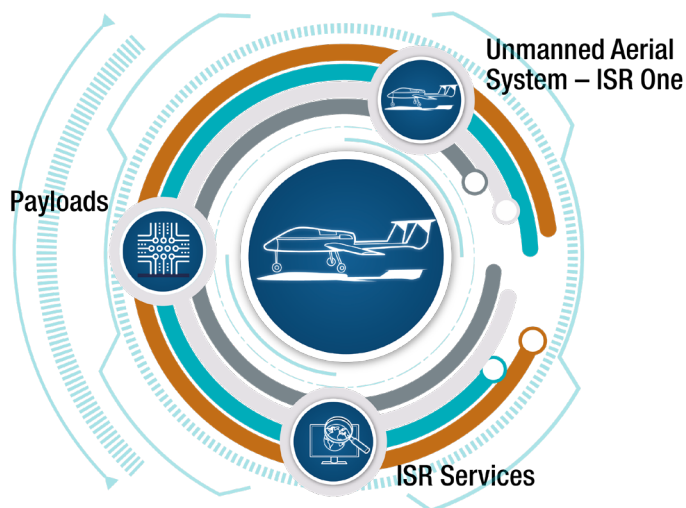 Unmanned Aerial
System – ISR One
Payloads
ISR Services